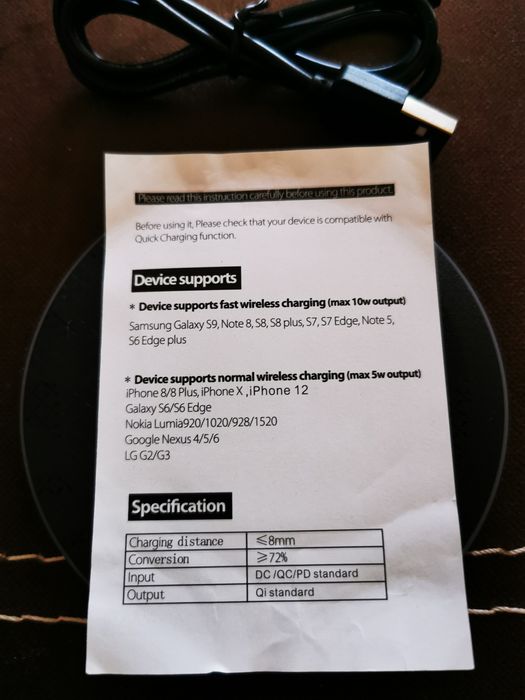 Please read this instruction carefully before using this product.
Before using it, Please check that your device is compatible with
Quick Charging function.
Device supports
* Device supports fast wireless charging (max 10w output)
Samsung Galaxy S9, Note 8, S8, S8 plus, S7, S7 Edge, Note 5,
S6 Edge plus
* Device supports normal wireless charging (max 5w output)
iPhone 8/8 Plus, iPhone X , iPhone 12
Galaxy S6/S6 Edge
Nokia Lumia920/1020/928/1520
Google Nexus 4/5/6
LG G2/G3
Specification
Charging distance ≤8mm
Conversion ≥72%
Input DC /QC/PD standard
Output Qi standard